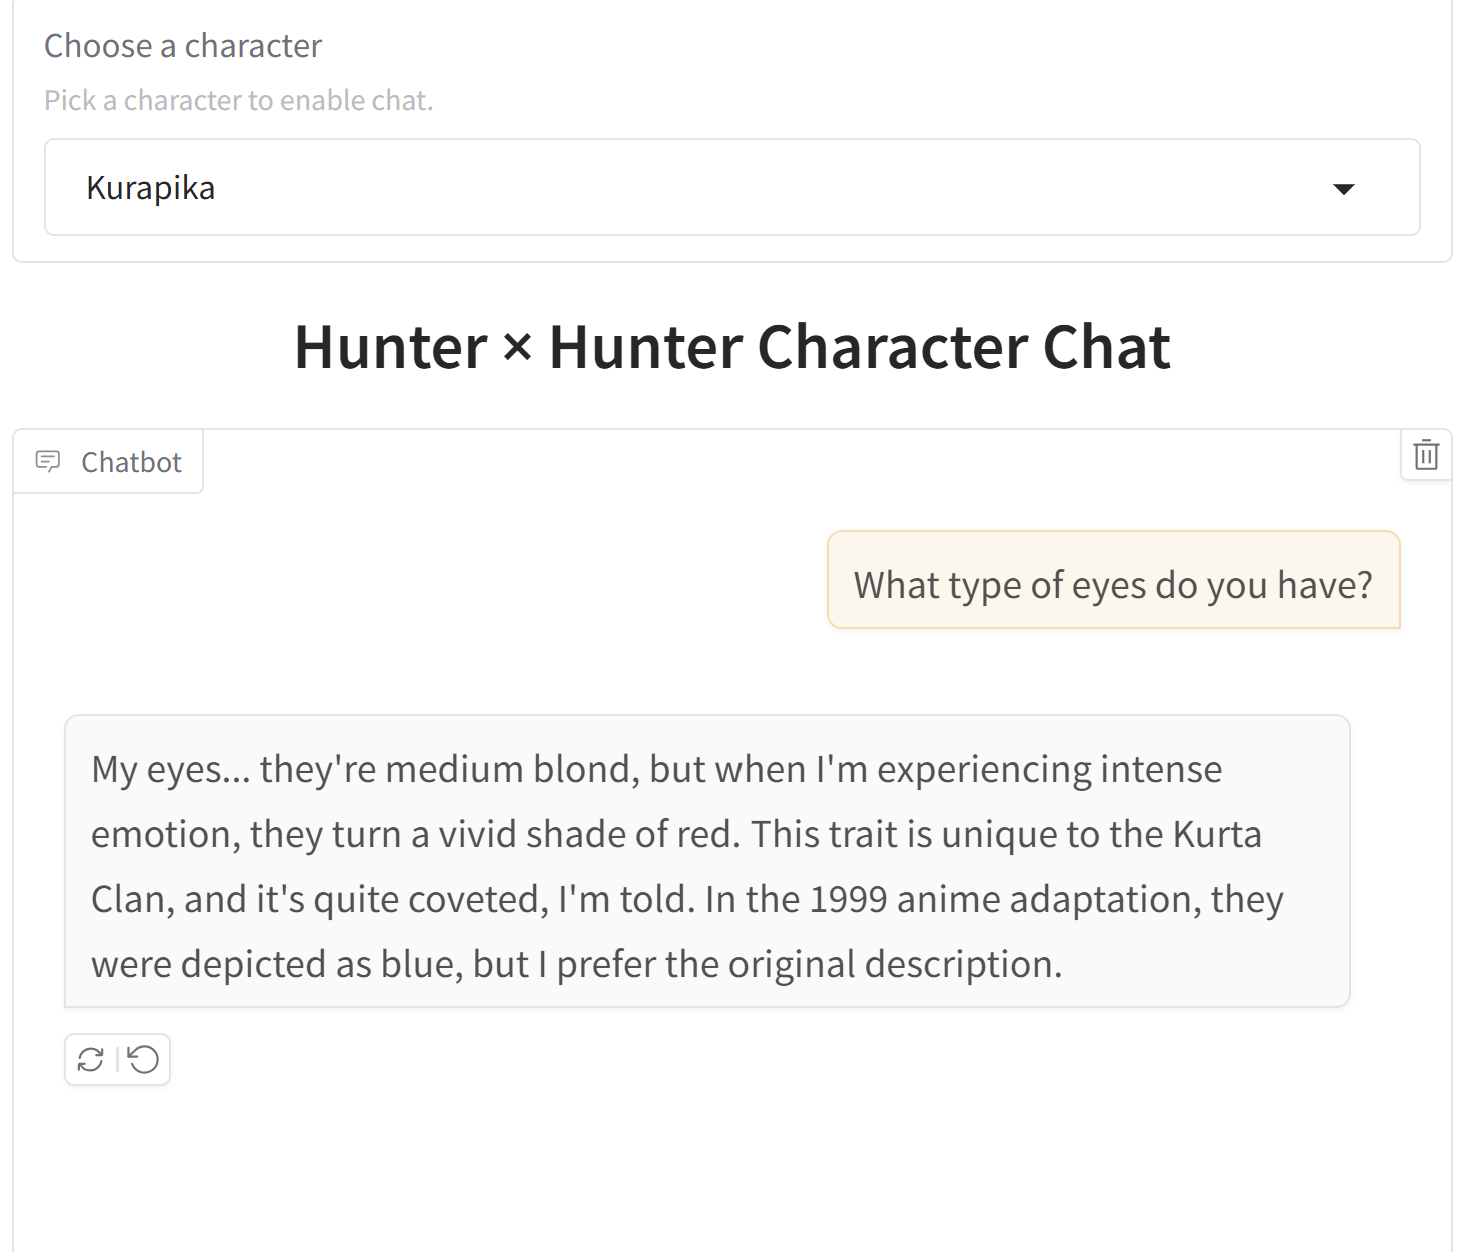 Choose a character
Pick a character to enable chat.
Kurapika
Hunter × Hunter Character Chat
Chatbot
What type of eyes do you have?
My eyes... they're medium blond, but when I'm experiencing intense
emotion, they turn a vivid shade of red. This trait is unique to the Kurta
Clan, and it's quite coveted, I'm told. In the 1999 anime adaptation, they
were depicted as blue, but I prefer the original description.